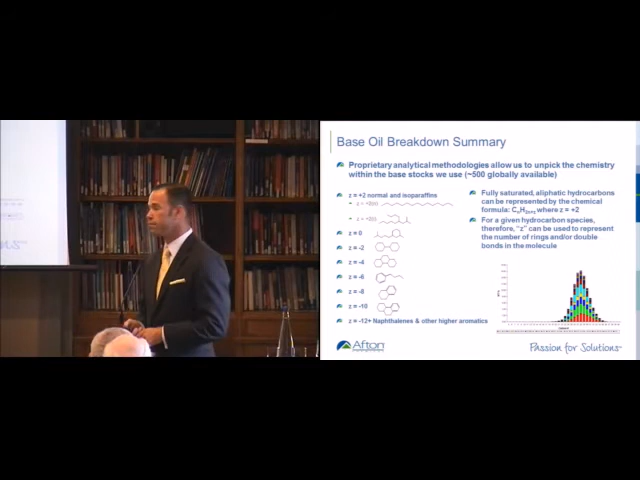 Base Oil Breakdown Summary
Proprietary analytical methodologies allow us to unpick the chemistry
within the base stocks we use (~500 globally available)
z = +2 normal and isoparaffins
z = 0
z = -2
z = -4
z = -6
z = -8
z = -10
z = -12+ Naphthalenes & other higher aromatics
Fully saturated, aliphatic hydrocarbons
can be represented by the chemical
formula: CnH2n+z where z = +2
For a given hydrocarbon species,
therefore, "z" can be used to represent
the number of rings and/or double
bonds in the molecule
Afton
Passion for Solutions